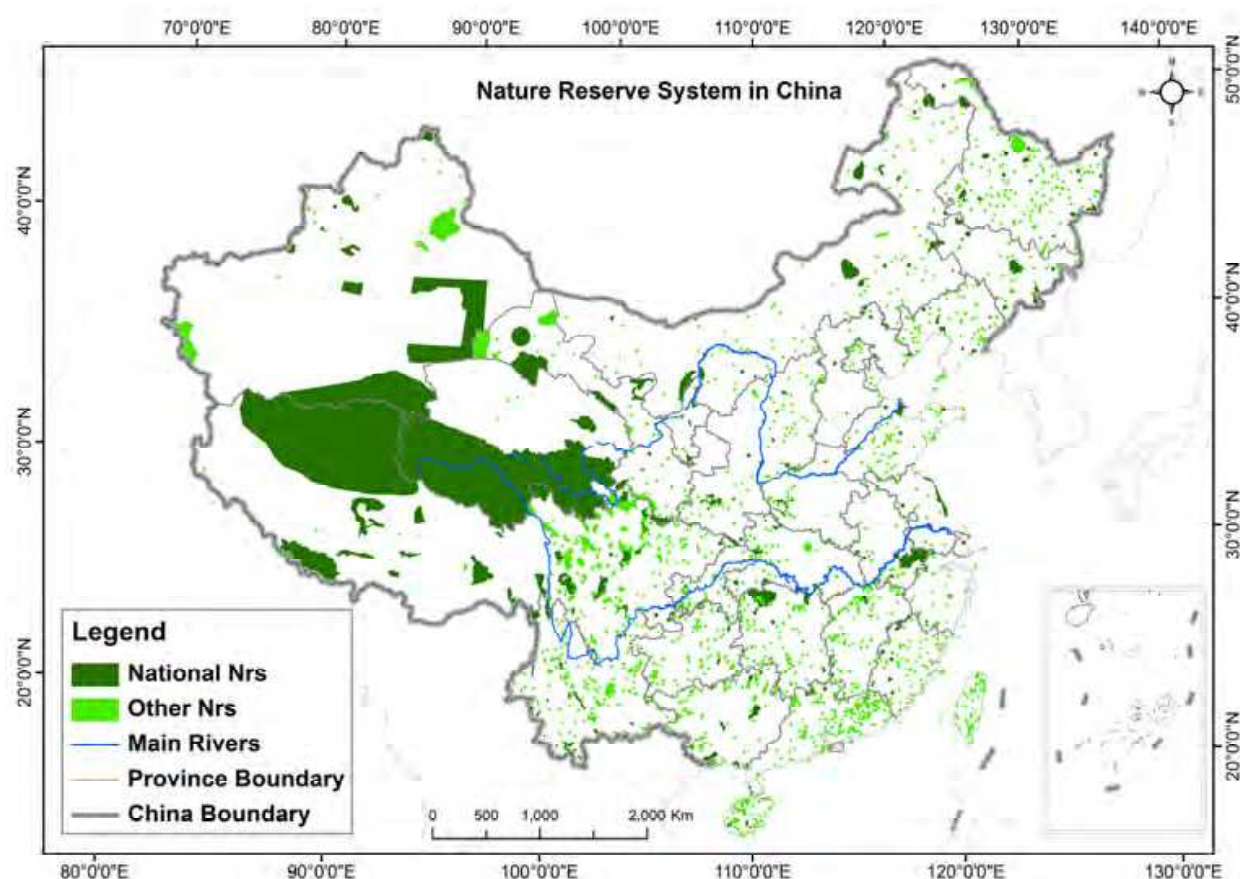 70°0'0"E 80°0'0"E 90°0'0"E 100°0'0"E 110°0'0"E 120°0'0"E 130°0'0"E 140°0'0"E
Nature Reserve System in China
50°0'0"N
40°0'0"N
40°0'0"N
30°0'0"N
30°0'0"N
20°0'0"N
20°0'0"N
Legend
National Nrs
Other Nrs
Main Rivers
Province Boundary
China Boundary
0 500 1,000 2,000 Km
80°0'0"E 90°0'0"E 100°0'0"E 110°0'0"E 120°0'0"E 130°0'0"E